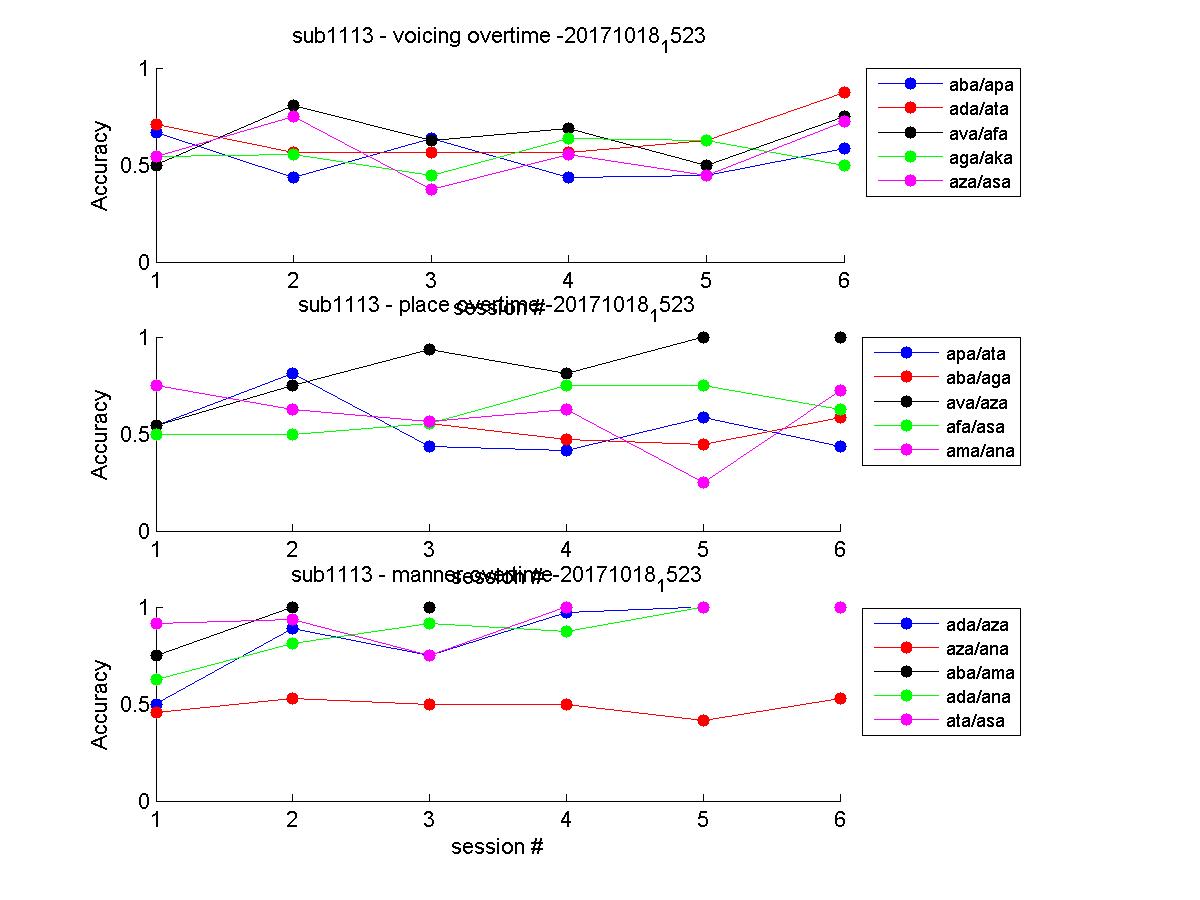 sub1113 - voicing overtime -20171018₁523
1
0.5
0
Accuracy
1 2 3 4 5 6
session #
aba/apa
ada/ata
ava/afa
aga/aka
aza/asa
sub1113 - place overtime -20171018₁523
1
0.5
0
Accuracy
1 2 3 4 5 6
session #
apa/ata
aba/aga
ava/aza
afa/asa
ama/ana
sub1113 - manner overtime -20171018₁523
1
0.5
0
Accuracy
1 2 3 4 5 6
session #
ada/aza
aza/ana
aba/ama
ada/ana
ata/asa